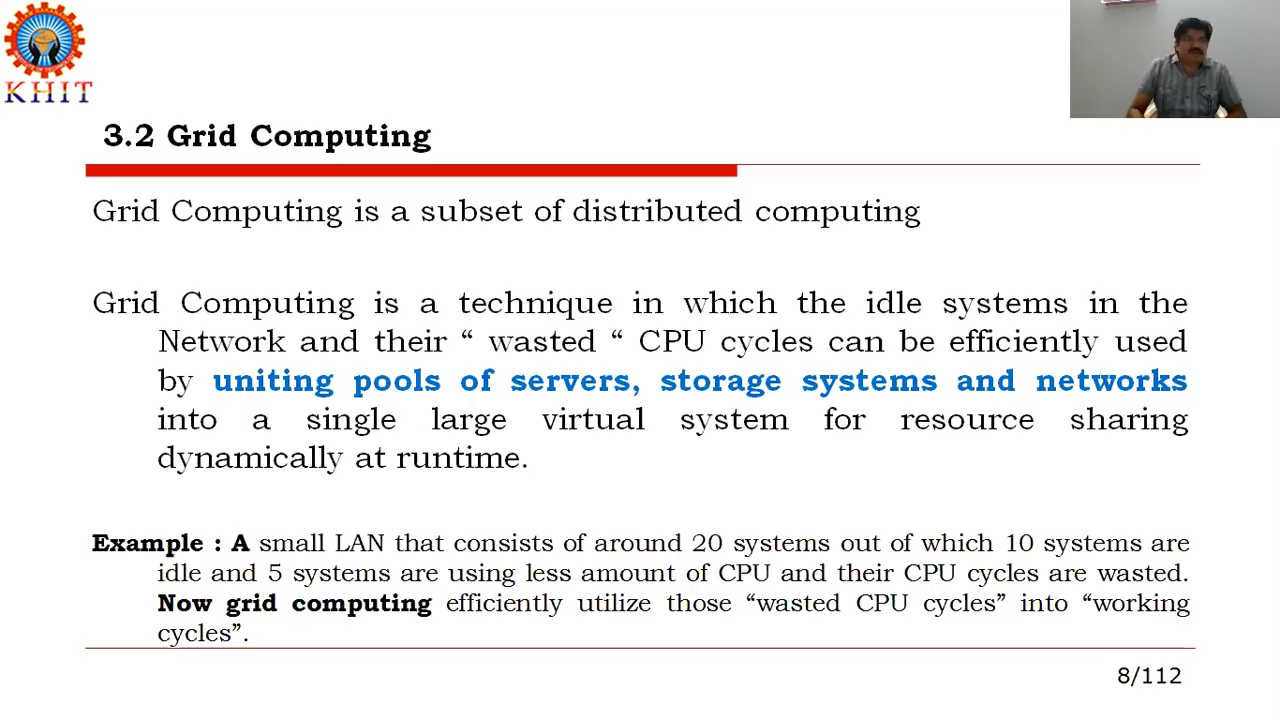 KHIT
3.2 Grid Computing
Grid Computing is a subset of distributed computing
Grid Computing is a technique in which the idle systems in the
Network and their “ wasted “ CPU cycles can be efficiently used
by uniting pools of servers, storage systems and networks
into a single large virtual system for resource sharing
dynamically at runtime.
Example : A small LAN that consists of around 20 systems out of which 10 systems are
idle and 5 systems are using less amount of CPU and their CPU cycles are wasted.
Now grid computing efficiently utilize those “wasted CPU cycles” into “working
cycles”.
8/112